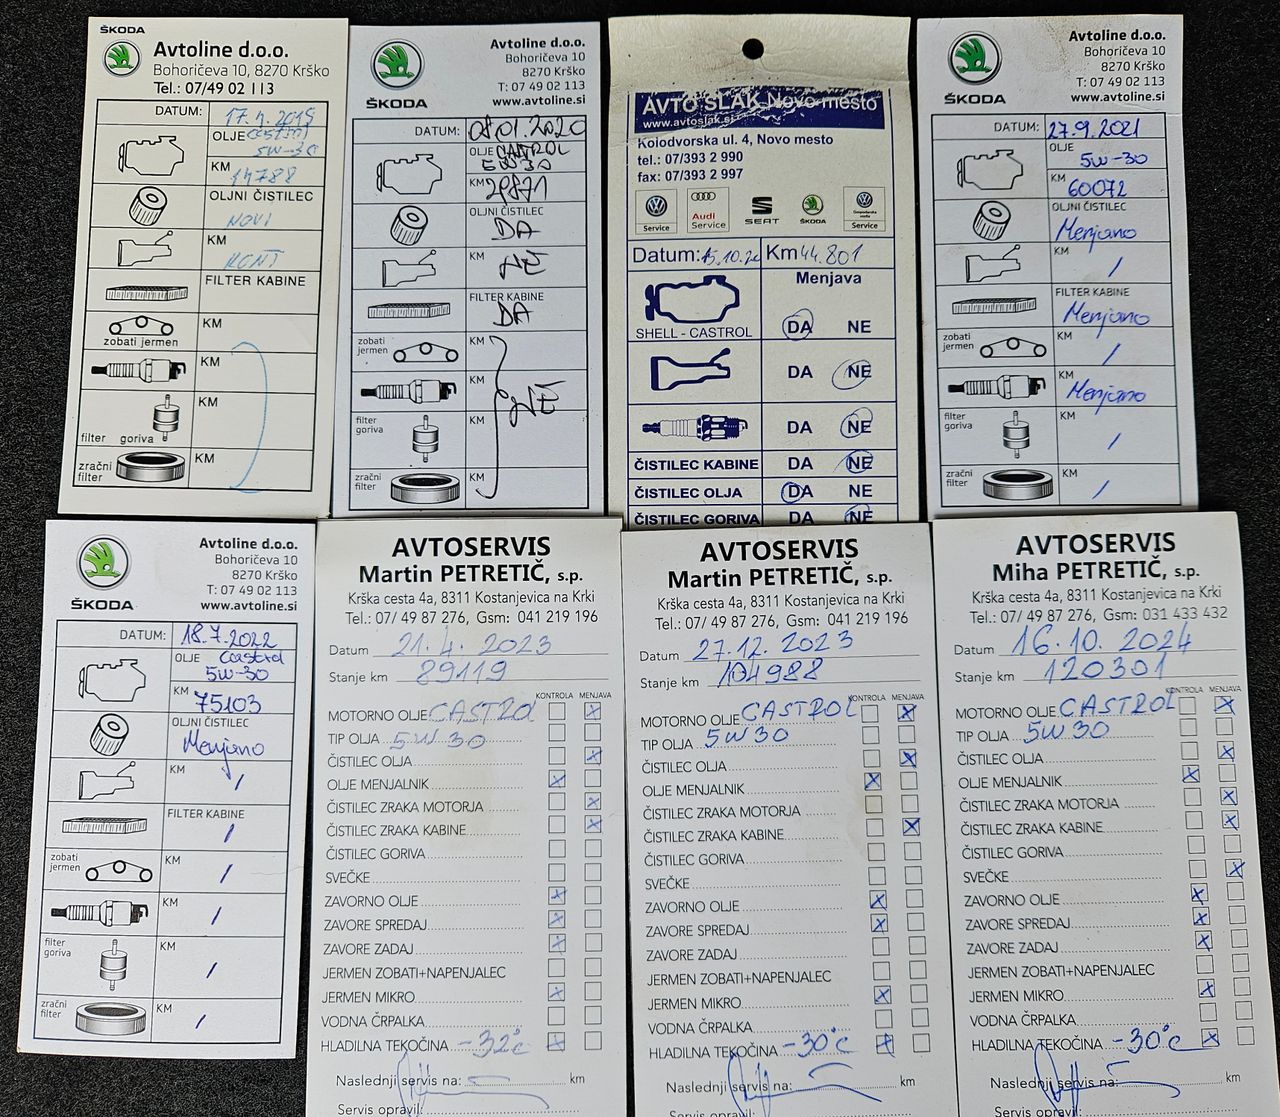 ŠKODA
Avtoline d.o.o.
Bohoričeva 10, 8270 Krško
Tel.: 07/49 02 113
DATUM:
OLJE Castrol
5W-30
KM
14788
OLJNI ČISTILEC
NOVI
KM
FILTER KABINE
KM
zobati jermen
KM
KM
filter goriva
zračni
filter
KM
Avtoline d.o.o.
Bohoričeva 10
8270 Krško
T: 07 49 02 113
www.avtoline.si
ŠKODA
DATUM: 08.01.2020
OLJE CASTROL
5W30
KM 29871
OLJNI ČISTILEC
DA
KM
NE
FILTER KABINE
DA
zobati
jermen
KM
KM
NE
filter
goriva
KM
zračni
filter
KM
AVTO SLAK Novo mesto
www.avtoslak.si
Kolodvorska ul. 4, Novo mesto
tel.: 07/393 2 990
fax: 07/393 2 997
Service
Audi
Service
SEAT
ŠKODA
Service
Datum: 15.10.20 Km 44.801
Menjava
SHELL - CASTROL DA NE
DA NE
DA NE
ČISTILEC KABINE DA NE
ČISTILEC OLJA DA NE
ČISTILEC GORIVA DA NE
Avtoline d.o.o.
Bohoričeva 10
8270 Krško
T: 07 49 02 113
www.avtoline.si
ŠKODA
DATUM: 27.9.2021
OLJE
5W-30
KM
60072
OLJNI ČISTILEC
Menjano
KM
/
FILTER KABINE
Menjano
zobati
jermen
KM
/
KM
Menjano
filter
goriva
KM
/
zračni
filter
KM
/
Avtoline d.o.o.
Bohoričeva 10
8270 Krško
T: 07 49 02 113
www.avtoline.si
ŠKODA
DATUM: 18.7.2022
OLJE Castrol
5W-30
KM
75103
OLJNI ČISTILEC
Menjano
KM
/
FILTER KABINE
/
zobati
jermen
KM
/
KM
/
filter
goriva
KM
/
zračni
filter
KM
/
AVTOSERVIS
Martin PETRETIČ, s.p.
Krška cesta 4a, 8311 Kostanjevica na Krki
Tel.: 07/ 49 87 276, Gsm: 041 219 196
Datum 21.4.2023
Stanje km 89119
KONTROLA MENJAVA
MOTORNO OLJE CASTROL
TIP OLJA 5W30
ČISTILEC OLJA
OLJE MENJALNIK
ČISTILEC ZRAKA MOTORJA
ČISTILEC ZRAKA KABINE
ČISTILEC GORIVA
SVEČKE
ZAVORNO OLJE
ZAVORE SPREDAJ
ZAVORE ZADAJ
JERMEN ZOBATI+NAPENJALEC
JERMEN MIKRO
VODNA ČRPALKA
HLADILNA TEKOČINA -32°C
Naslednji servis na: km
Servis opravil:
AVTOSERVIS
Martin PETRETIČ, s.p.
Krška cesta 4a, 8311 Kostanjevica na Krki
Tel.: 07/ 49 87 276, Gsm: 041 219 196
Datum 27.12.2023
Stanje km 104988
KONTROLA MENJAVA
MOTORNO OLJE CASTROL
TIP OLJA 5W30
ČISTILEC OLJA
OLJE MENJALNIK
ČISTILEC ZRAKA MOTORJA
ČISTILEC ZRAKA KABINE
ČISTILEC GORIVA
SVEČKE
ZAVORNO OLJE
ZAVORE SPREDAJ
ZAVORE ZADAJ
JERMEN ZOBATI+NAPENJALEC
JERMEN MIKRO
VODNA ČRPALKA
HLADILNA TEKOČINA -30°C
Naslednji servis na: km
Servis opravil:
AVTOSERVIS
Miha PETRETIČ, s.p.
Krška cesta 4a, 8311 Kostanjevica na Krki
Tel.: 07/ 49 87 276, Gsm: 031 433 432
Datum 16.10.2024
Stanje km 120301
KONTROLA MENJAVA
MOTORNO OLJE CASTROL
TIP OLJA 5W30
ČISTILEC OLJA
OLJE MENJALNIK
ČISTILEC ZRAKA MOTORJA
ČISTILEC ZRAKA KABINE
ČISTILEC GORIVA
SVEČKE
ZAVORNO OLJE
ZAVORE SPREDAJ
ZAVORE ZADAJ
JERMEN ZOBATI+NAPENJALEC
JERMEN MIKRO
VODNA ČRPALKA
HLADILNA TEKOČINA -30°C
Naslednji servis na: km
Servis opravil: